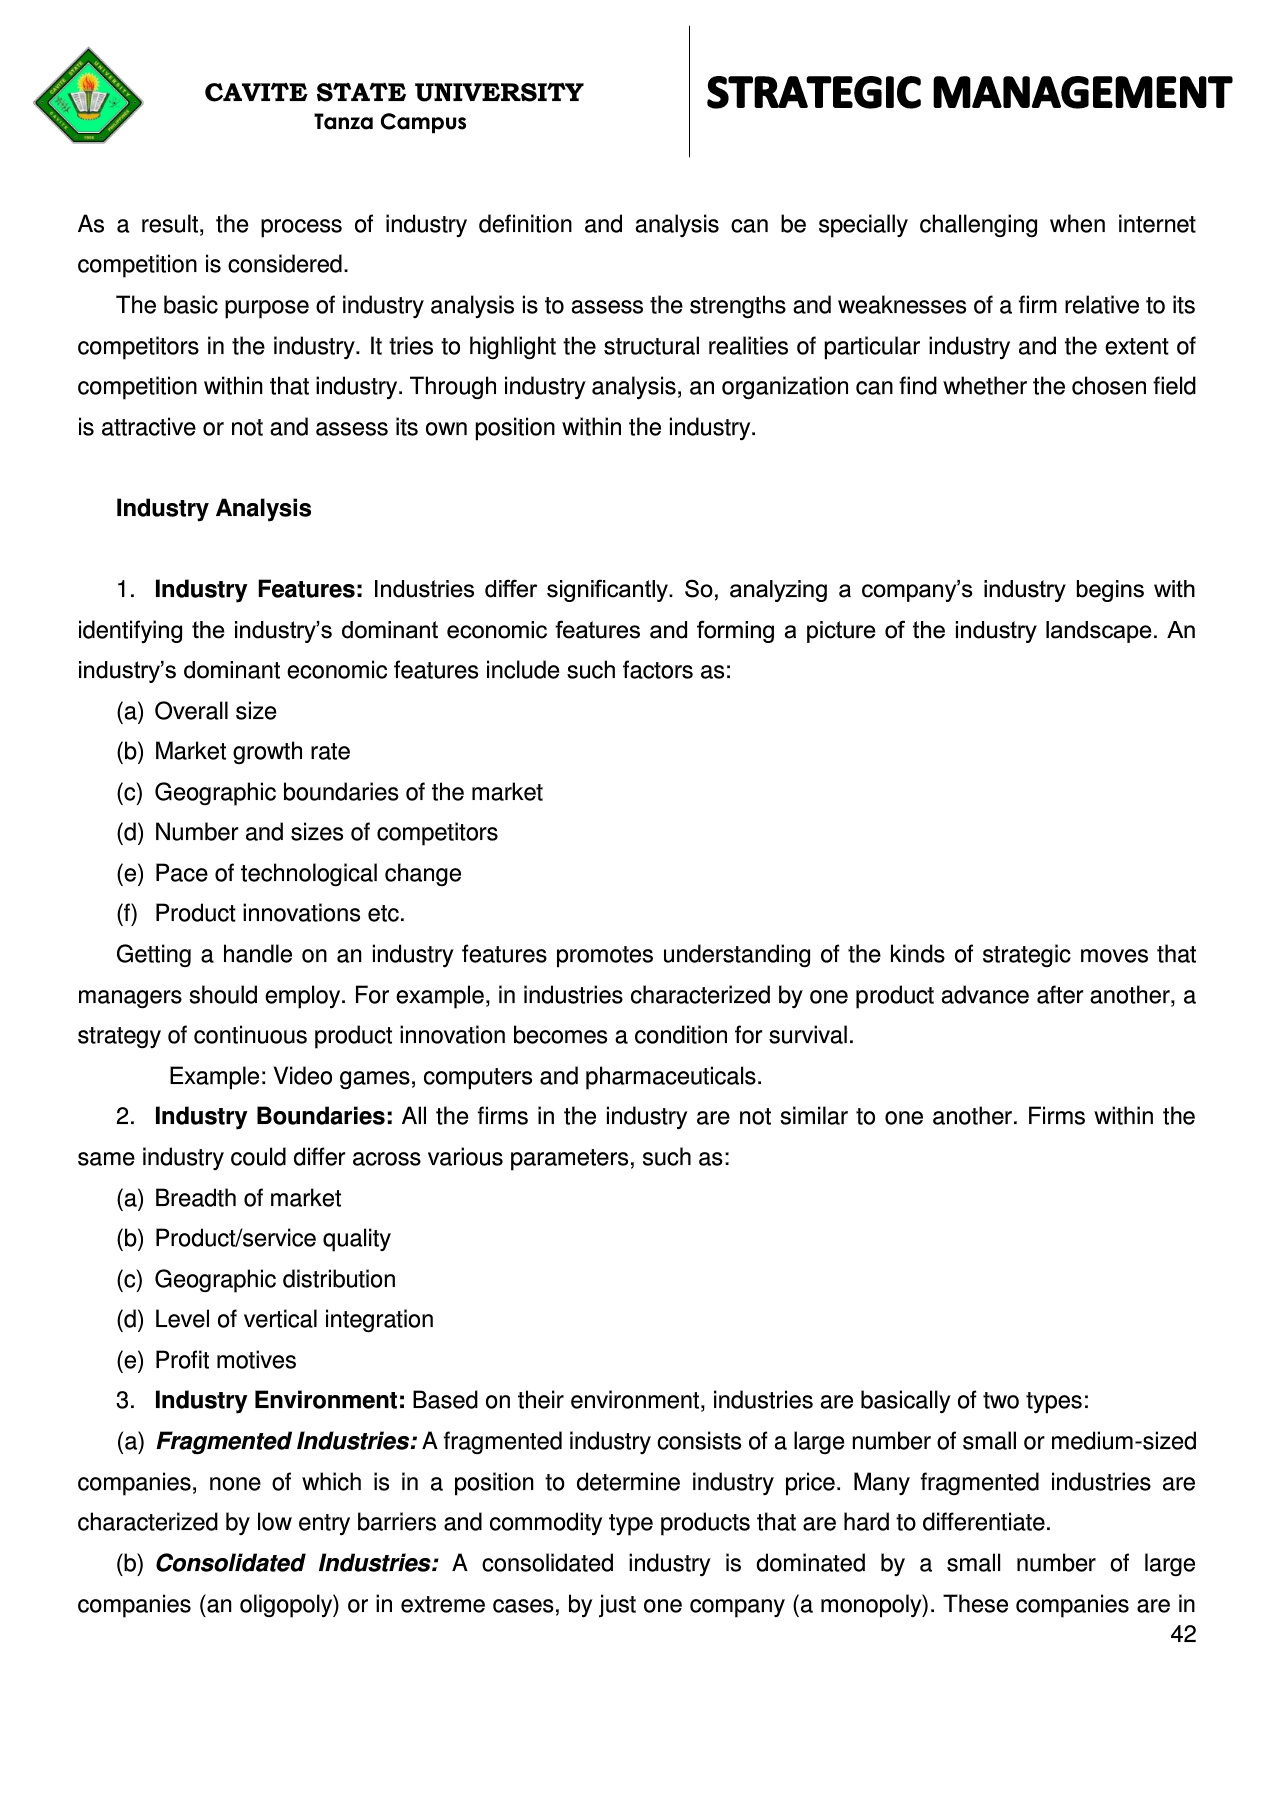 CAVITE STATE UNIVERSITY
Tanza Campus
STRATEGIC MANAGEMENT
As a result, the process of industry definition and analysis can be specially challenging when internet
competition is considered.
The basic purpose of industry analysis is to assess the strengths and weaknesses of a firm relative to its
competitors in the industry. It tries to highlight the structural realities of particular industry and the extent of
competition within that industry. Through industry analysis, an organization can find whether the chosen field
is attractive or not and assess its own position within the industry.
Industry Analysis
1. Industry Features: Industries differ significantly. So, analyzing a company’s industry begins with
identifying the industry’s dominant economic features and forming a picture of the industry landscape. An
industry’s dominant economic features include such factors as:
(a) Overall size
(b) Market growth rate
(c) Geographic boundaries of the market
(d) Number and sizes of competitors
(e) Pace of technological change
(f) Product innovations etc.
Getting a handle on an industry features promotes understanding of the kinds of strategic moves that
managers should employ. For example, in industries characterized by one product advance after another, a
strategy of continuous product innovation becomes a condition for survival.
Example: Video games, computers and pharmaceuticals.
2. Industry Boundaries: All the firms in the industry are not similar to one another. Firms within the
same industry could differ across various parameters, such as:
(a) Breadth of market
(b) Product/service quality
(c) Geographic distribution
(d) Level of vertical integration
(e) Profit motives
3. Industry Environment: Based on their environment, industries are basically of two types:
(a) Fragmented Industries: A fragmented industry consists of a large number of small or medium-sized
companies, none of which is in a position to determine industry price. Many fragmented industries are
characterized by low entry barriers and commodity type products that are hard to differentiate.
(b) Consolidated Industries: A consolidated industry is dominated by a small number of large
companies (an oligopoly) or in extreme cases, by just one company (a monopoly). These companies are in
42